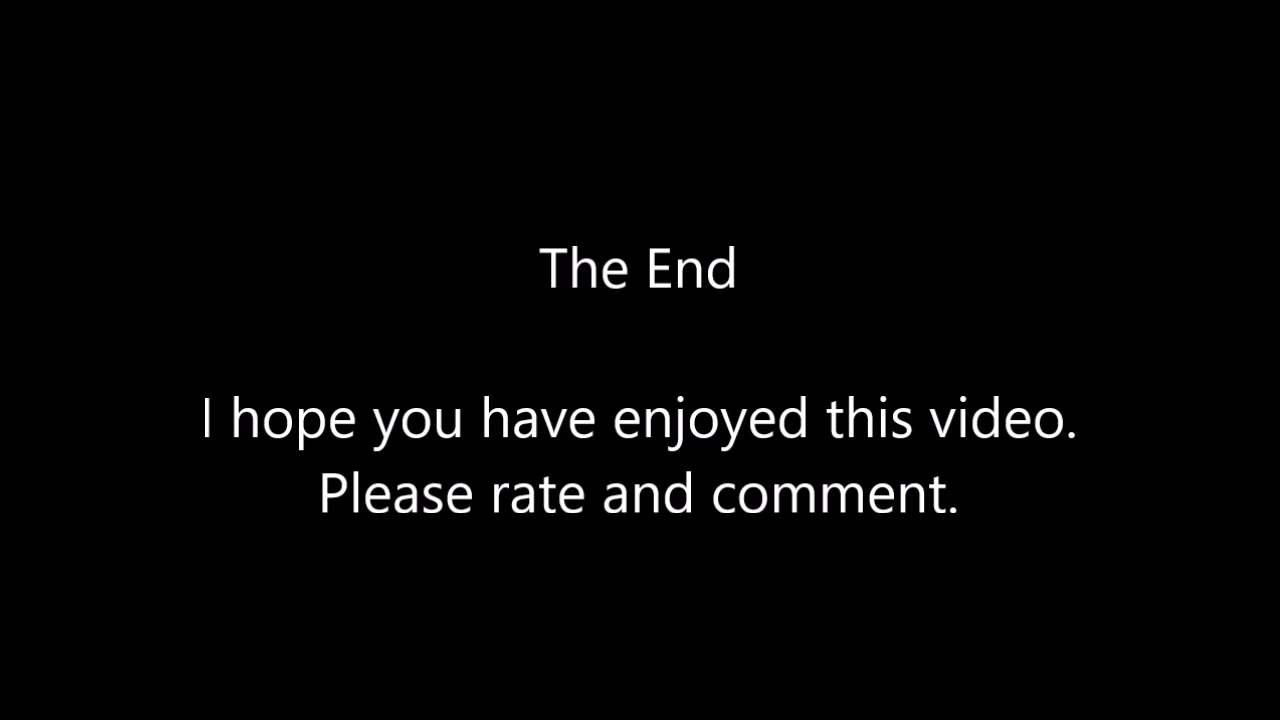 The End
I hope you have enjoyed this video.
Please rate and comment.